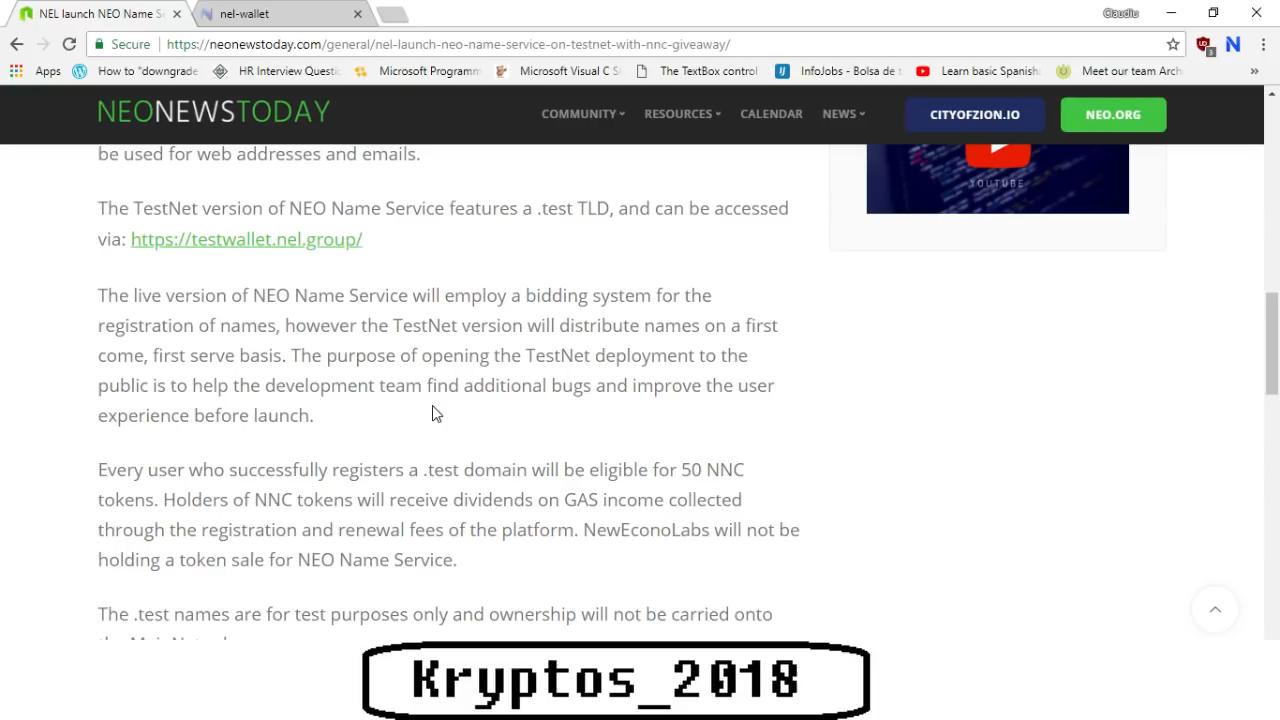 NEL launch NEO Name S
nel-wallet
Claudiu
Secure
https://neonewstoday.com/general/nel-launch-neo-name-service-on-testnet-with-nnc-giveaway/
Apps
How to "downgrade
HR Interview Questi
Microsoft Programm
Microsoft Visual C S
The TextBox control
InfoJobs - Bolsa de t
Learn basic Spanish
Meet our team Arch
NEONEWSTODAY
COMMUNITY
RESOURCES
CALENDAR
NEWS
CITYOFZION.IO
NEO.ORG
be used for web addresses and emails.
YOUTUBE
The TestNet version of NEO Name Service features a .test TLD, and can be accessed
via: https://testwallet.nel.group/
The live version of NEO Name Service will employ a bidding system for the
registration of names, however the TestNet version will distribute names on a first
come, first serve basis. The purpose of opening the TestNet deployment to the
public is to help the development team find additional bugs and improve the user
experience before launch.
Every user who successfully registers a .test domain will be eligible for 50 NNC
tokens. Holders of NNC tokens will receive dividends on GAS income collected
through the registration and renewal fees of the platform. NewEconoLabs will not be
holding a token sale for NEO Name Service.
The .test names are for test purposes only and ownership will not be carried onto
Kryptos_2018